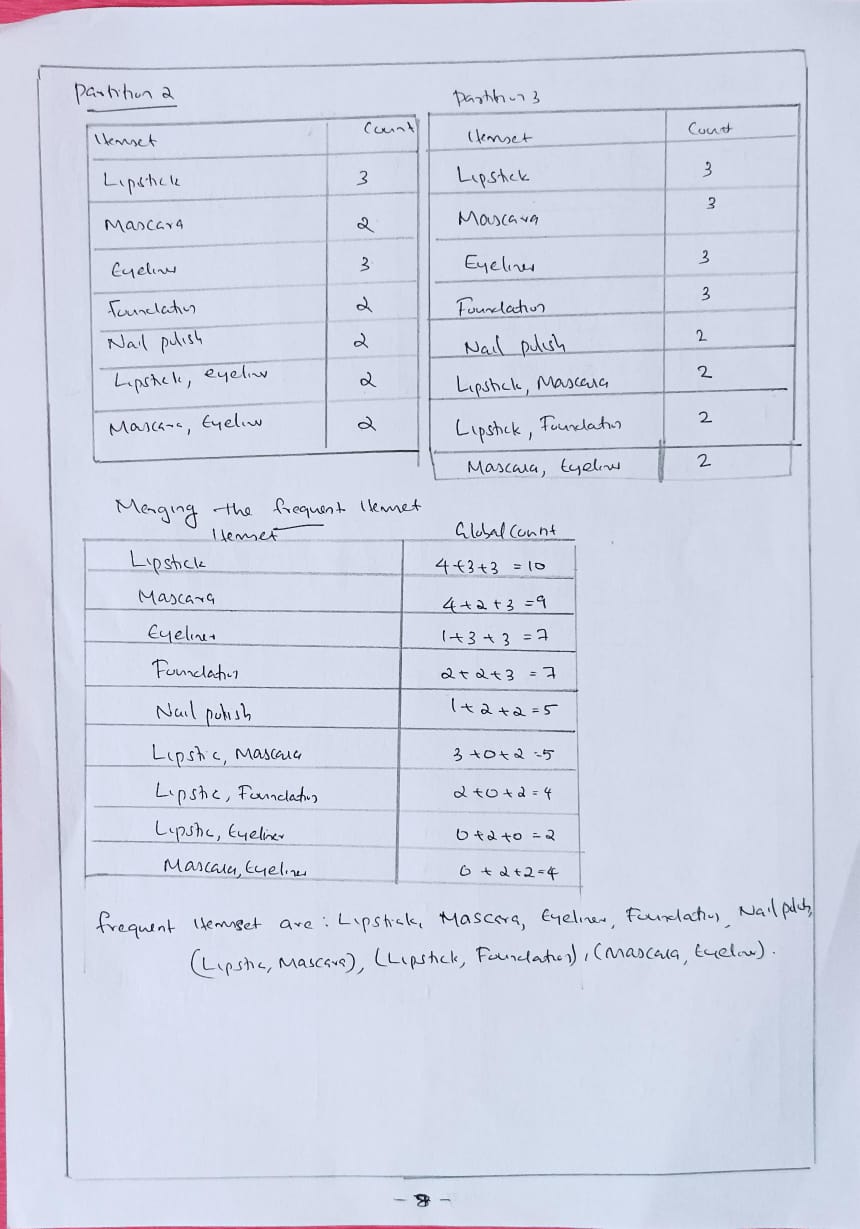 Partition 2
Itemset Count
Lipstick 3
Mascara 2
Eyeliner 3
Foundation 2
Nail polish 2
Lipstick, eyeliner 2
Mascara, Eyeliner 2
Partition 3
Itemset Count
Lipstick 3
Mascara 3
Eyeliner 3
Foundation 3
Nail polish 2
Lipstick, Mascara 2
Lipstick, Foundation 2
Mascara, Eyeliner 2
Merging the frequent Itemset
Itemset Global Count
Lipstick 4+3+3 = 10
Mascara 4+2+3 = 9
Eyeliner 1+3+3 = 7
Foundation 2+2+3 = 7
Nail polish 1+2+2 = 5
Lipstic, Mascara 3+0+2 = 5
Lipstic, Foundation 2+0+2 = 4
Lipstic, Eyeliner 0+2+0 = 2
Mascara, Eyeliner 0+2+2 = 4
frequent itemset are : Lipstick, Mascara, Eyeliner, Foundation, Nail polish,
(Lipstic, Mascara), (Lipstick, Foundation), (Mascara, Eyeliner).
- 8 -